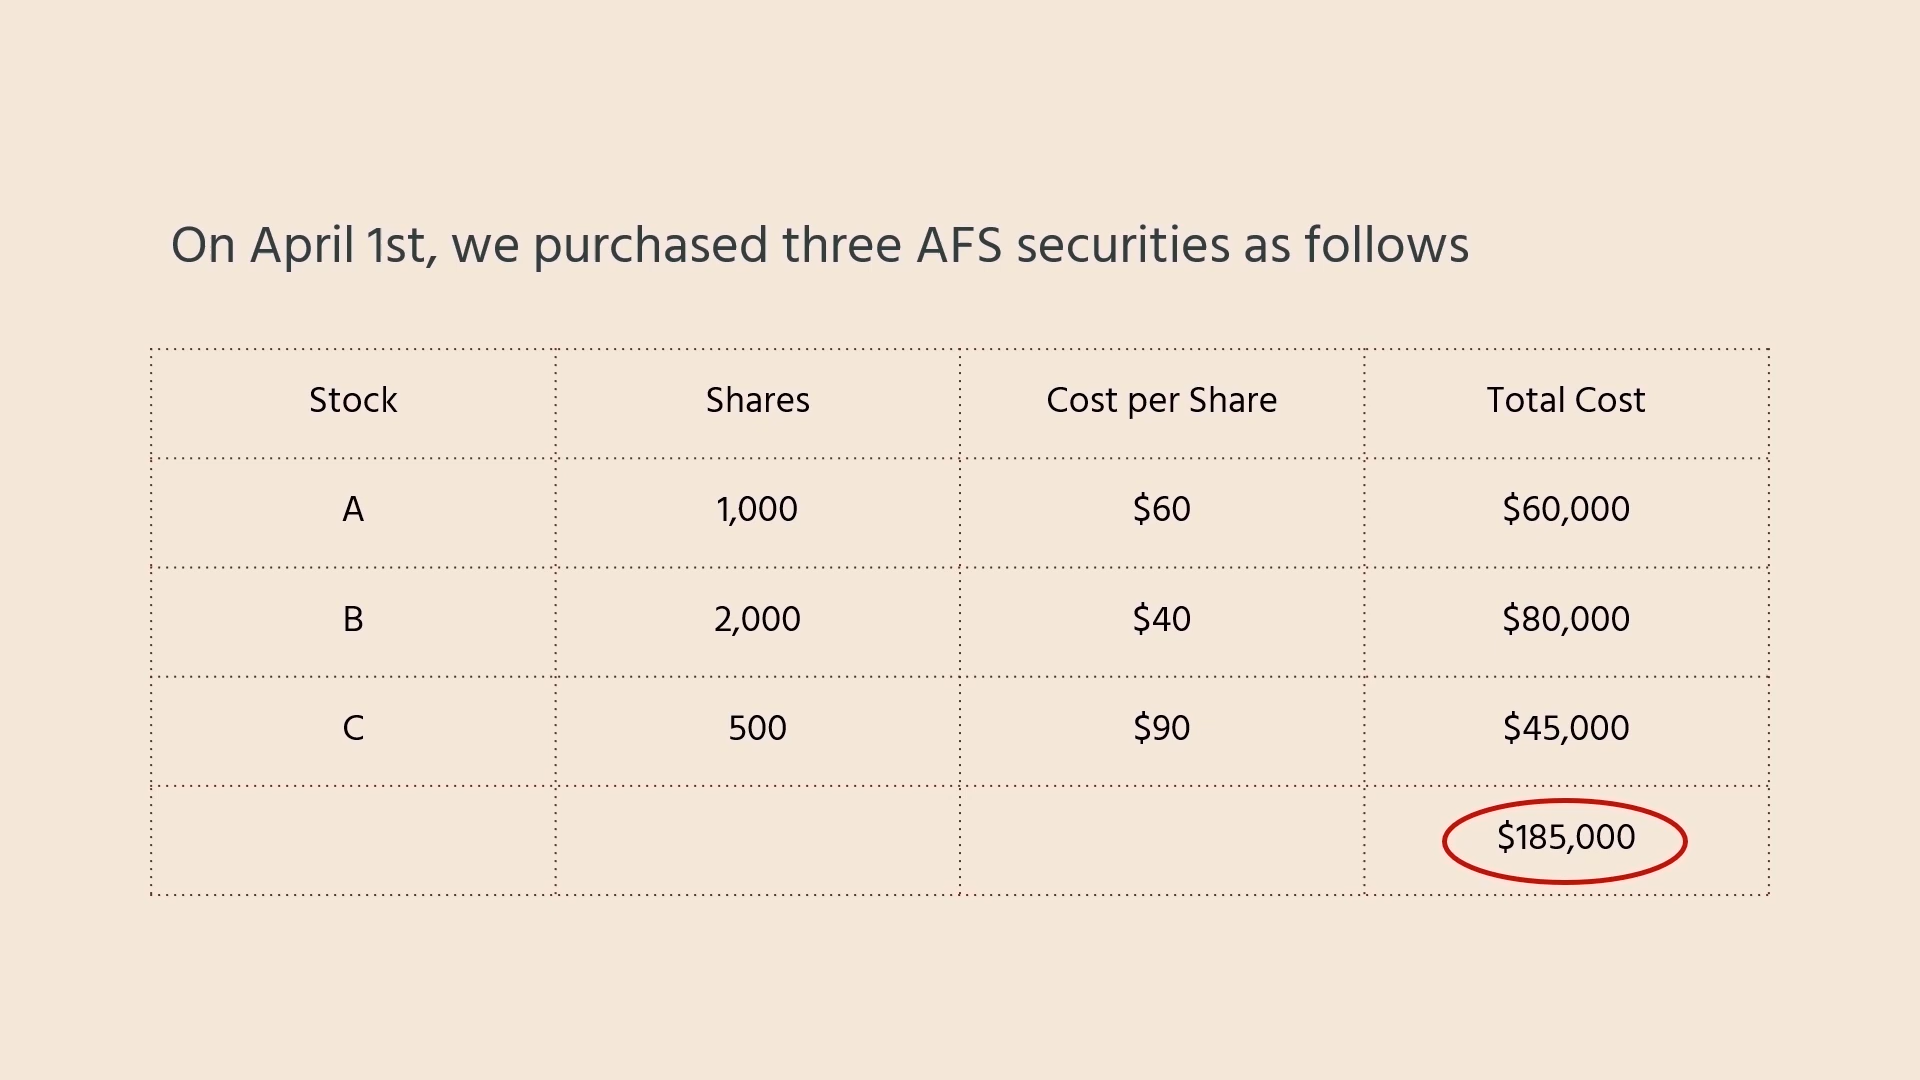 On April 1st, we purchased three AFS securities as follows
Stock Shares Cost per Share Total Cost
A 1,000 $60 $60,000
B 2,000 $40 $80,000
C 500 $90 $45,000
$185,000